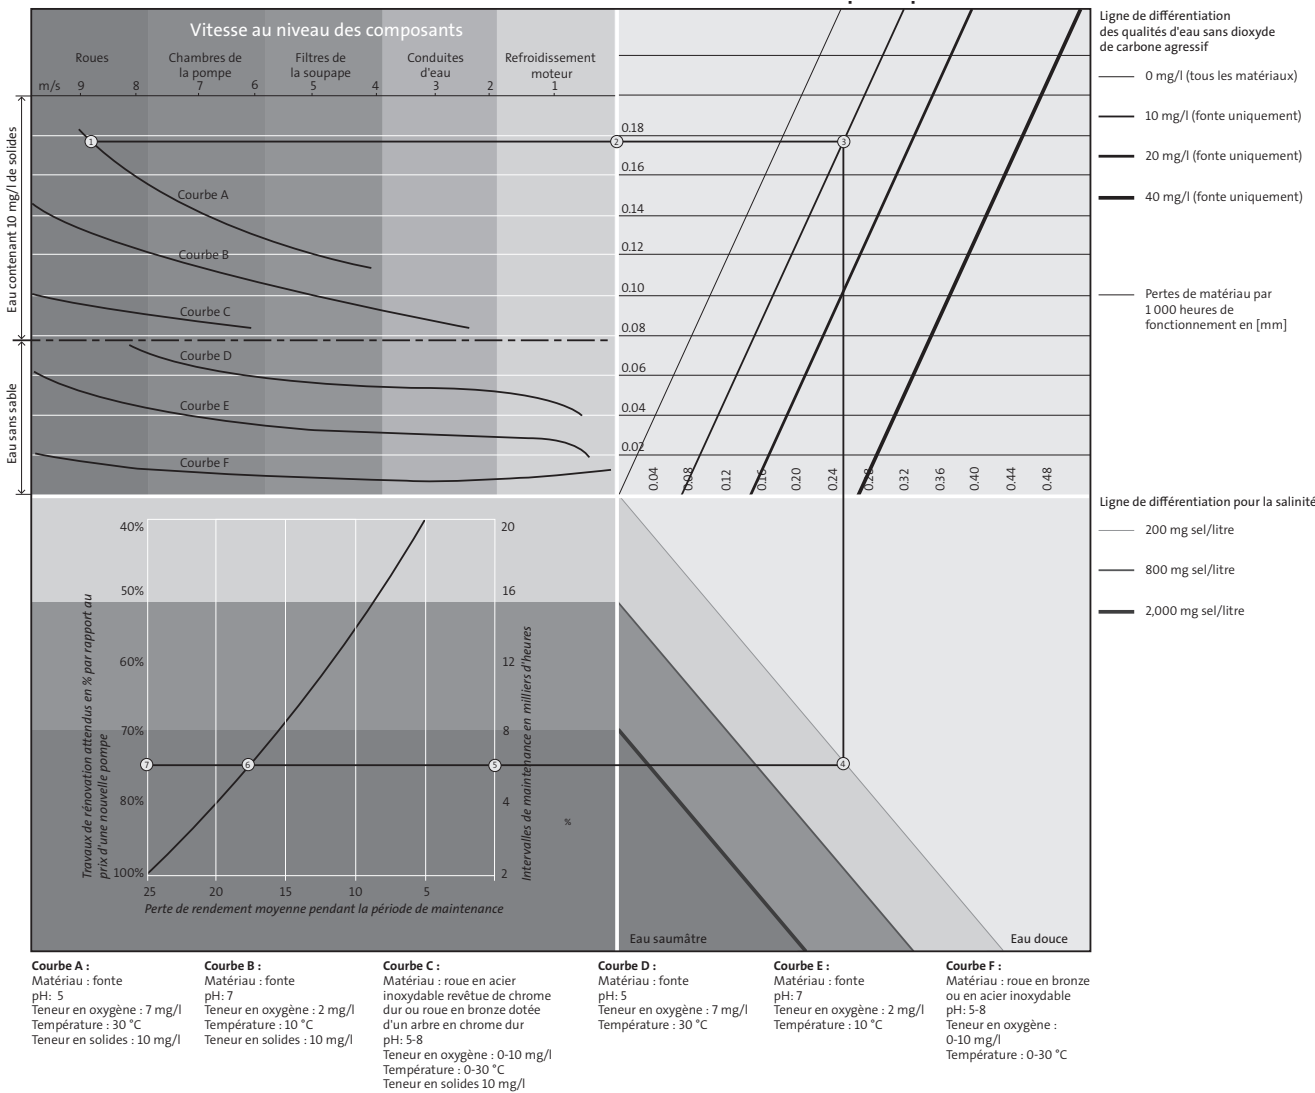 Vitesse au niveau des composants
Roues
Chambres de
la pompe
Filtres de
la soupape
Conduites
d'eau
Refroidissement
moteur
m/s 9 8 7 6 5 4 3 2 1
Eau contenant 10 mg/l de solides
Eau sans sable
1
2
3
Courbe A
Courbe B
Courbe C
Courbe D
Courbe E
Courbe F
0.18
0.16
0.14
0.12
0.10
0.08
0.06
0.04
0.02
0.04 0.08 0.12 0.16 0.20 0.24 0.28 0.32 0.36 0.40 0.44 0.48
Ligne de différentiation
des qualités d'eau sans dioxyde
de carbone agressif
0 mg/l (tous les matériaux)
10 mg/l (fonte uniquement)
20 mg/l (fonte uniquement)
40 mg/l (fonte uniquement)
Pertes de matériau par
1 000 heures de
fonctionnement en [mm]
Ligne de différentiation pour la salinité
200 mg sel/litre
800 mg sel/litre
2,000 mg sel/litre
Travaux de rénovation attendus en % par rapport au
prix d'une nouvelle pompe
40%
50%
60%
70%
80%
100%
20
16
12
8
4
2
Intervalles de maintenance en milliers d'heures
%
7
6
5
4
25 20 15 10 5
Perte de rendement moyenne pendant la période de maintenance
Eau saumâtre
Eau douce
Courbe A :
Matériau : fonte
pH: 5
Teneur en oxygène : 7 mg/l
Température : 30 °C
Teneur en solides : 10 mg/l
Courbe B :
Matériau : fonte
pH: 7
Teneur en oxygène : 2 mg/l
Température : 10 °C
Teneur en solides : 10 mg/l
Courbe C :
Matériau : roue en acier
inoxydable revêtue de chrome
dur ou roue en bronze dotée
d'un arbre en chrome dur
pH: 5-8
Teneur en oxygène : 0-10 mg/l
Température : 0-30 °C
Teneur en solides 10 mg/l
Courbe D :
Matériau : fonte
pH: 5
Teneur en oxygène : 7 mg/l
Température : 30 °C
Courbe E :
Matériau : fonte
pH: 7
Teneur en oxygène : 2 mg/l
Température : 10 °C
Courbe F :
Matériau : roue en bronze
ou en acier inoxydable
pH: 5-8
Teneur en oxygène :
0-10 mg/l
Température : 0-30 °C